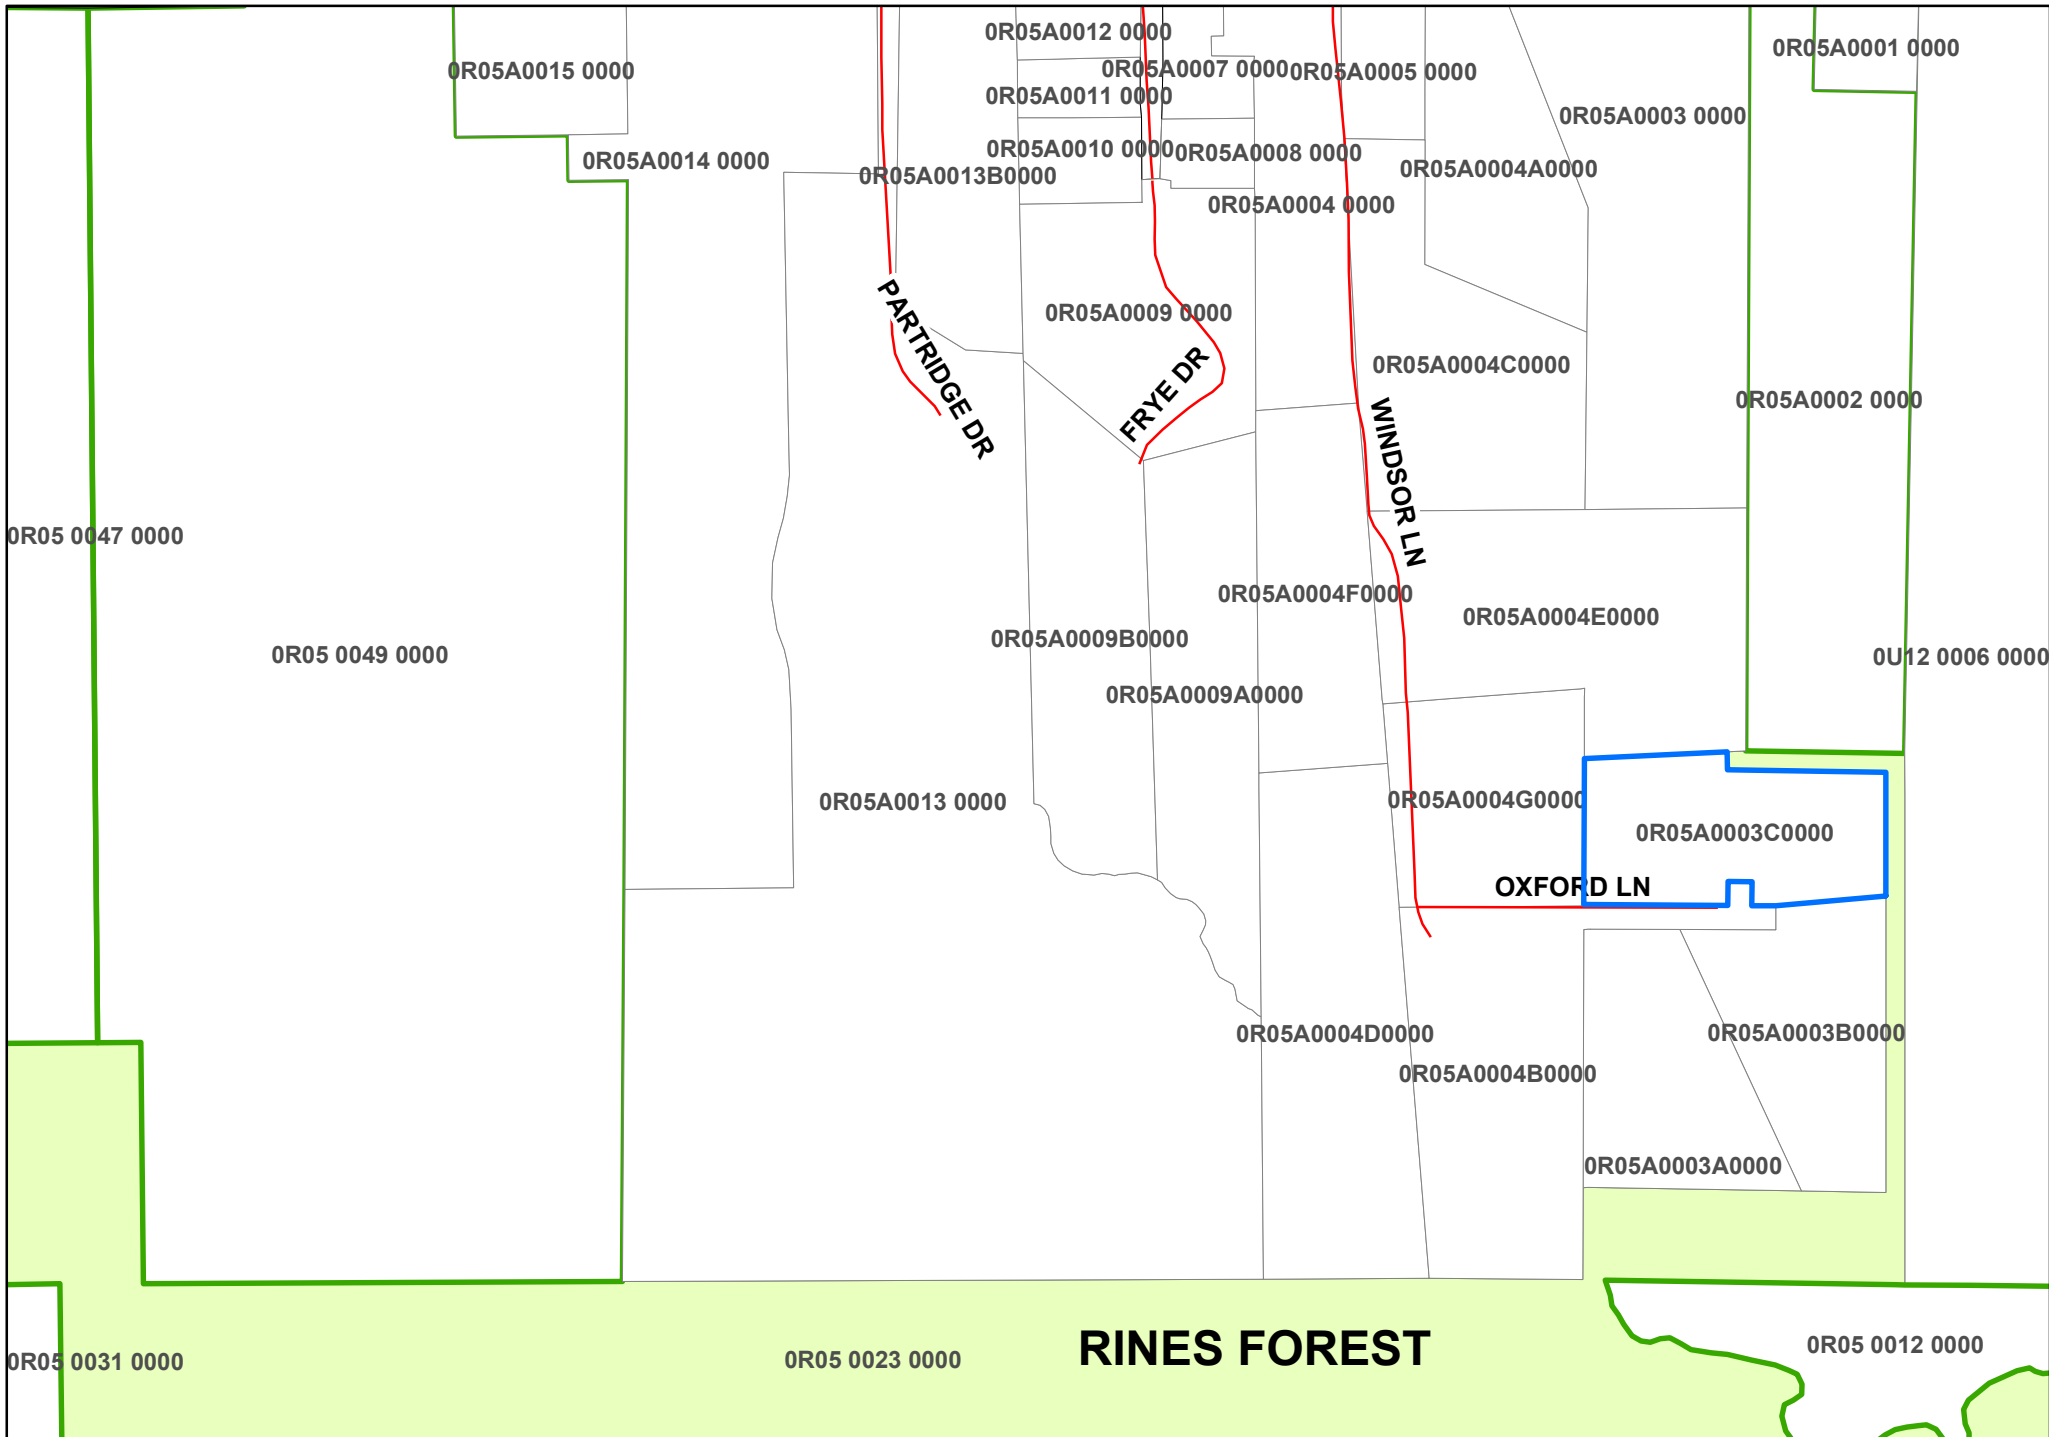 0R05A0012 0000
0R05A0001 0000
0R05A0015 0000
0R05A0007 0000
0R05A0005 0000
0R05A0011 0000
0R05A0003 0000
0R05A0010 0000
0R05A0008 0000
0R05A0014 0000
0R05A0004A0000
0R05A0013B0000
0R05A0004 0000
0R05A0009 0000
PARTRIDGE DR
FRYE DR
0R05A0004C0000
0R05A0002 0000
WINDSOR LN
0R05 0047 0000
0R05A0004F0000
0R05A0004E0000
0R05A0009B0000
0R05 0049 0000
0U12 0006 0000
0R05A0009A0000
0R05A0013 0000
0R05A0004G0000
0R05A0003C0000
OXFORD LN
0R05A0004D0000
0R05A0003B0000
0R05A0004B0000
0R05A0003A0000
RINES FOREST
0R05 0012 0000
0R05 0031 0000
0R05 0023 0000